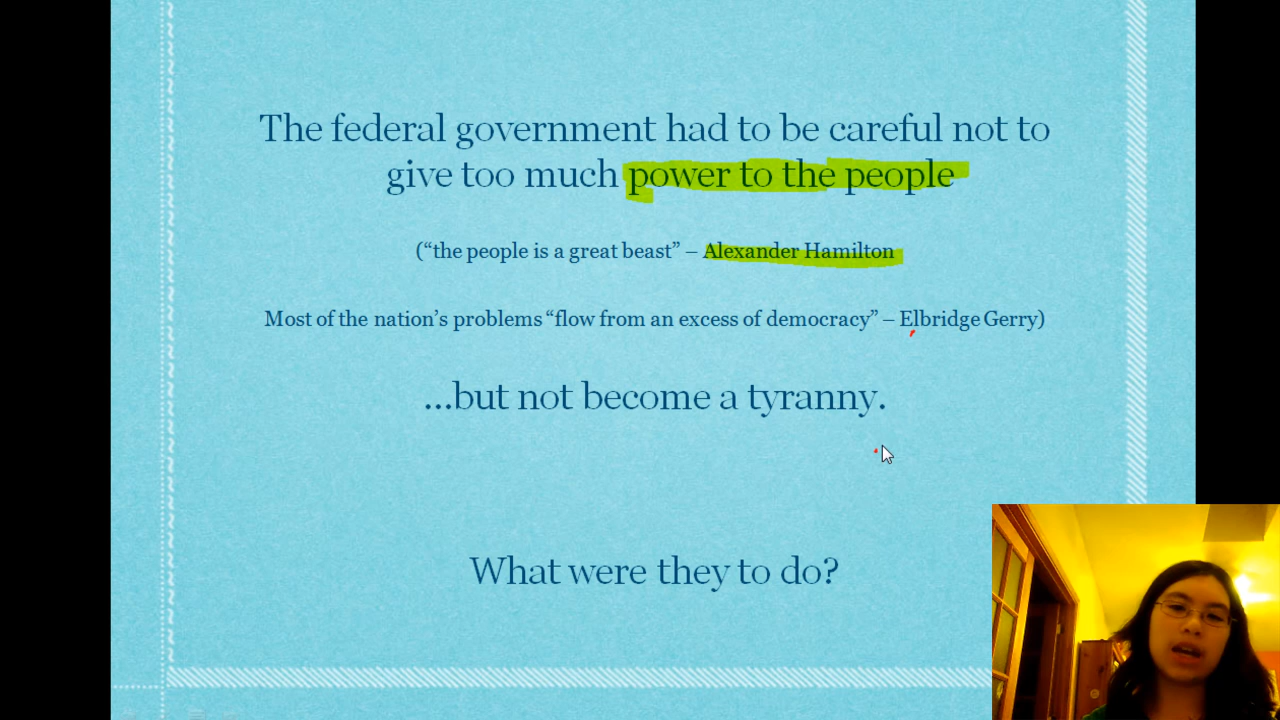 The federal government had to be careful not to
give too much power to the people
(“the people is a great beast” – Alexander Hamilton
Most of the nation’s problems “flow from an excess of democracy” – Elbridge Gerry)
...but not become a tyranny.
What were they to do?